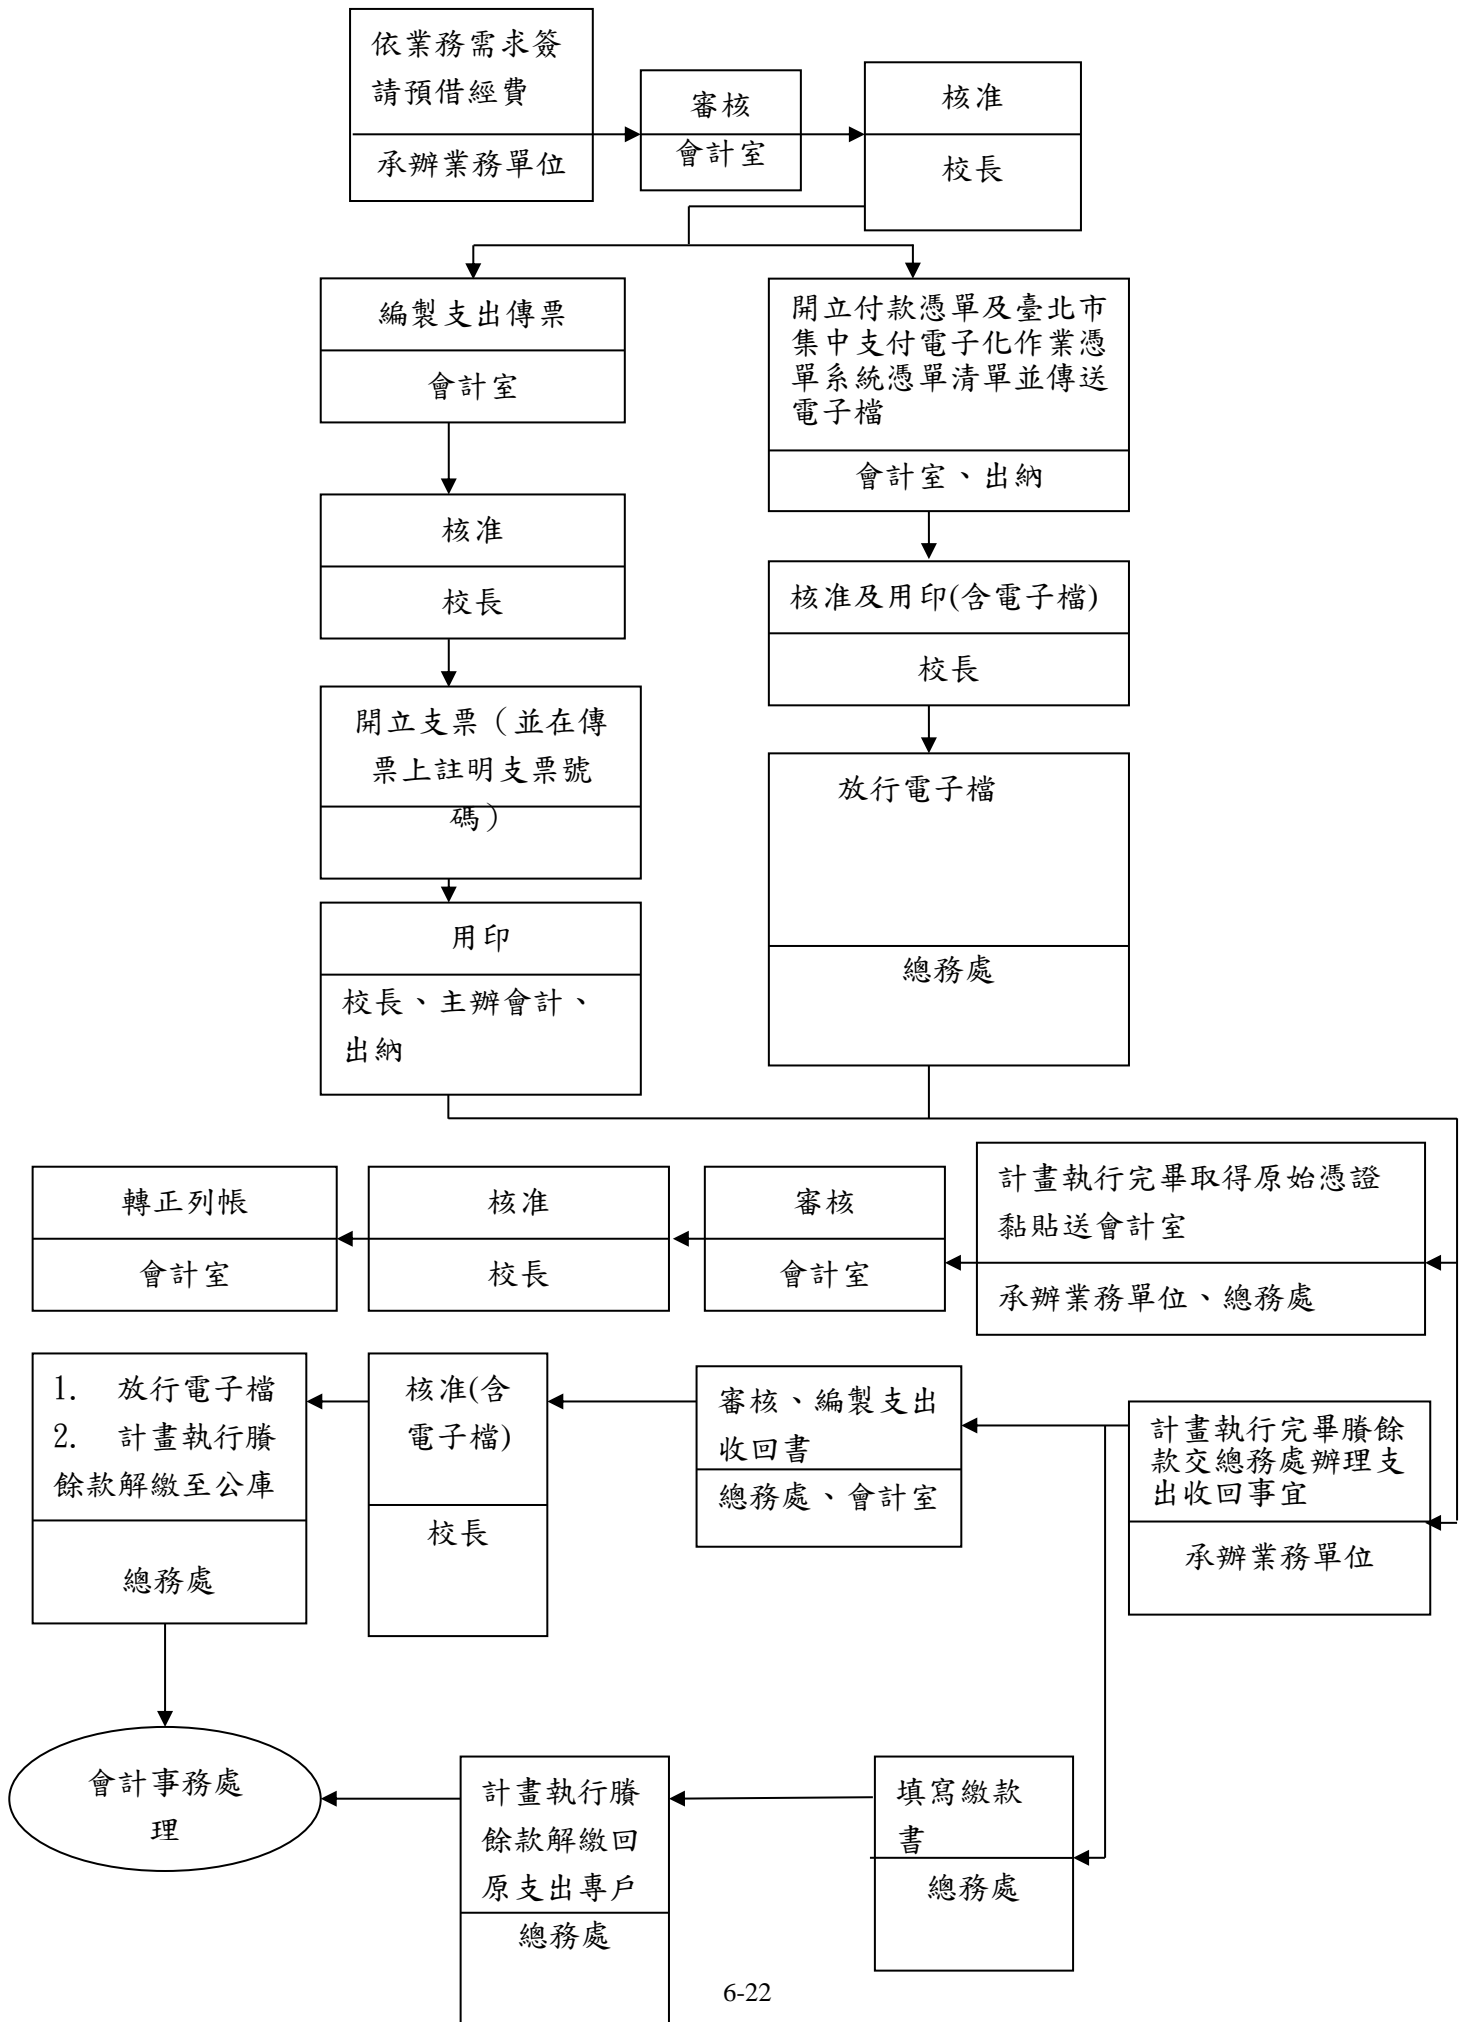 依業務需求簽
請預借經費
承辦業務單位
審核
會計室
核准
校長
編製支出傳票
會計室
開立付款憑單及臺北市
集中支付電子化作業憑
單系統憑單清單並傳送
電子檔
會計室、出納
核准
校長
核准及用印(含電子檔)
校長
開立支票（並在傳
票上註明支票號
碼）
放行電子檔
總務處
用印
校長、主辦會計、
出納
計畫執行完畢取得原始憑證
黏貼送會計室
承辦業務單位、總務處
審核
會計室
核准
校長
轉正列帳
會計室
計畫執行完畢賸餘
款交總務處辦理支
出收回事宜
承辦業務單位
審核、編製支出
收回書
總務處、會計室
核准(含
電子檔)
校長
1. 放行電子檔
2. 計畫執行賸
餘款解繳至公庫
總務處
會計事務處
理
計畫執行賸
餘款解繳回
原支出專戶
總務處
填寫繳款
書
總務處
6-22